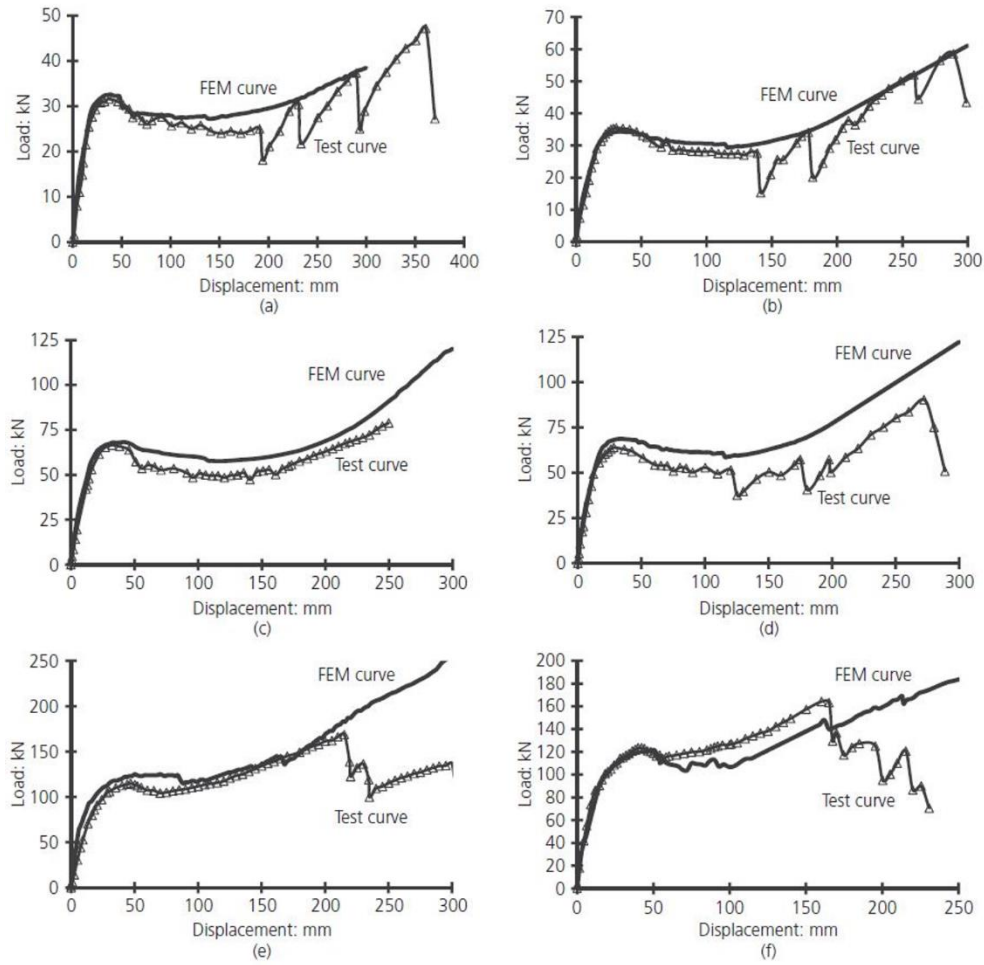 50
40
30
20
10
0
Load: kN
FEM curve
Test curve
0 50 100 150 200 250 300 350 400
Displacement: mm
(a)
70
60
50
40
30
20
10
0
Load: kN
FEM curve
Test curve
0 50 100 150 200 250 300
Displacement: mm
(b)
125
100
75
50
25
0
Load: kN
FEM curve
Test curve
0 50 100 150 200 250 300
Displacement: mm
(c)
125
100
75
50
25
0
Load: kN
FEM curve
Test curve
0 50 100 150 200 250 300
Displacement: mm
(d)
250
200
150
100
50
0
Load: kN
FEM curve
Test curve
0 50 100 150 200 250 300
Displacement: mm
(e)
200
180
160
140
120
100
80
60
40
20
0
Load: kN
FEM curve
Test curve
0 50 100 150 200 250
Displacement: mm
(f)